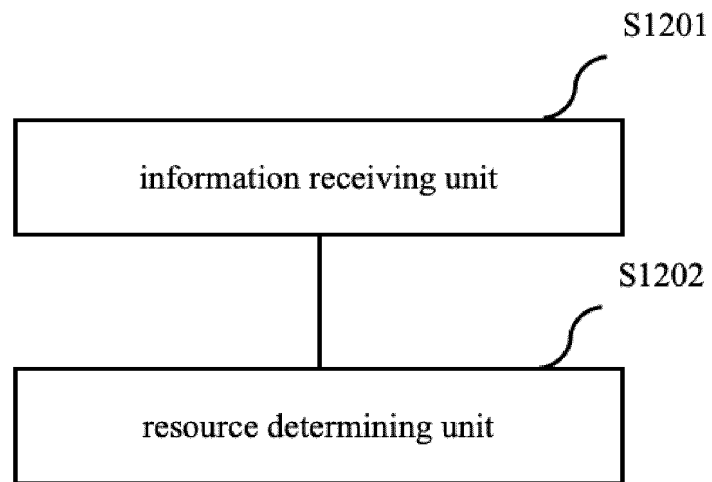 S1201
information receiving unit
S1202
resource determining unit